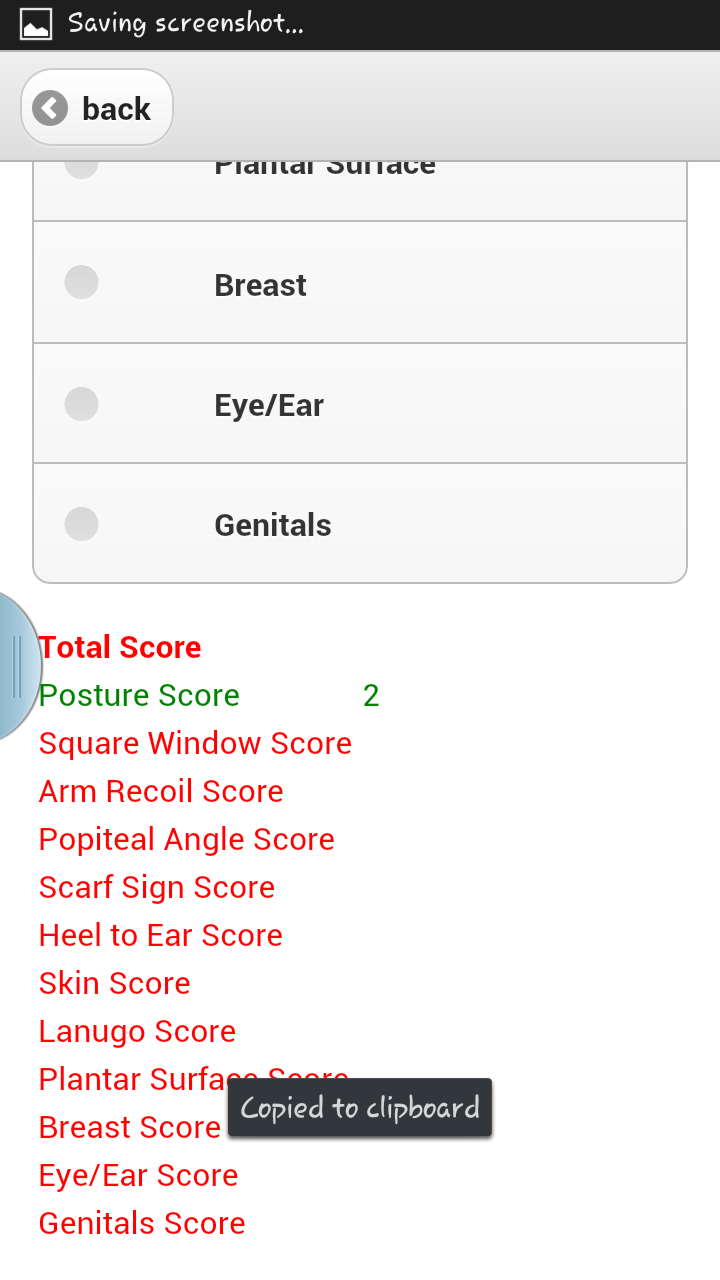 Saving screenshot...
back
Plantar Surface
Breast
Eye/Ear
Genitals
Total Score
Posture Score 2
Square Window Score
Arm Recoil Score
Popiteal Angle Score
Scarf Sign Score
Heel to Ear Score
Skin Score
Lanugo Score
Plantar Surface Score
Copied to clipboard
Breast Score
Eye/Ear Score
Genitals Score